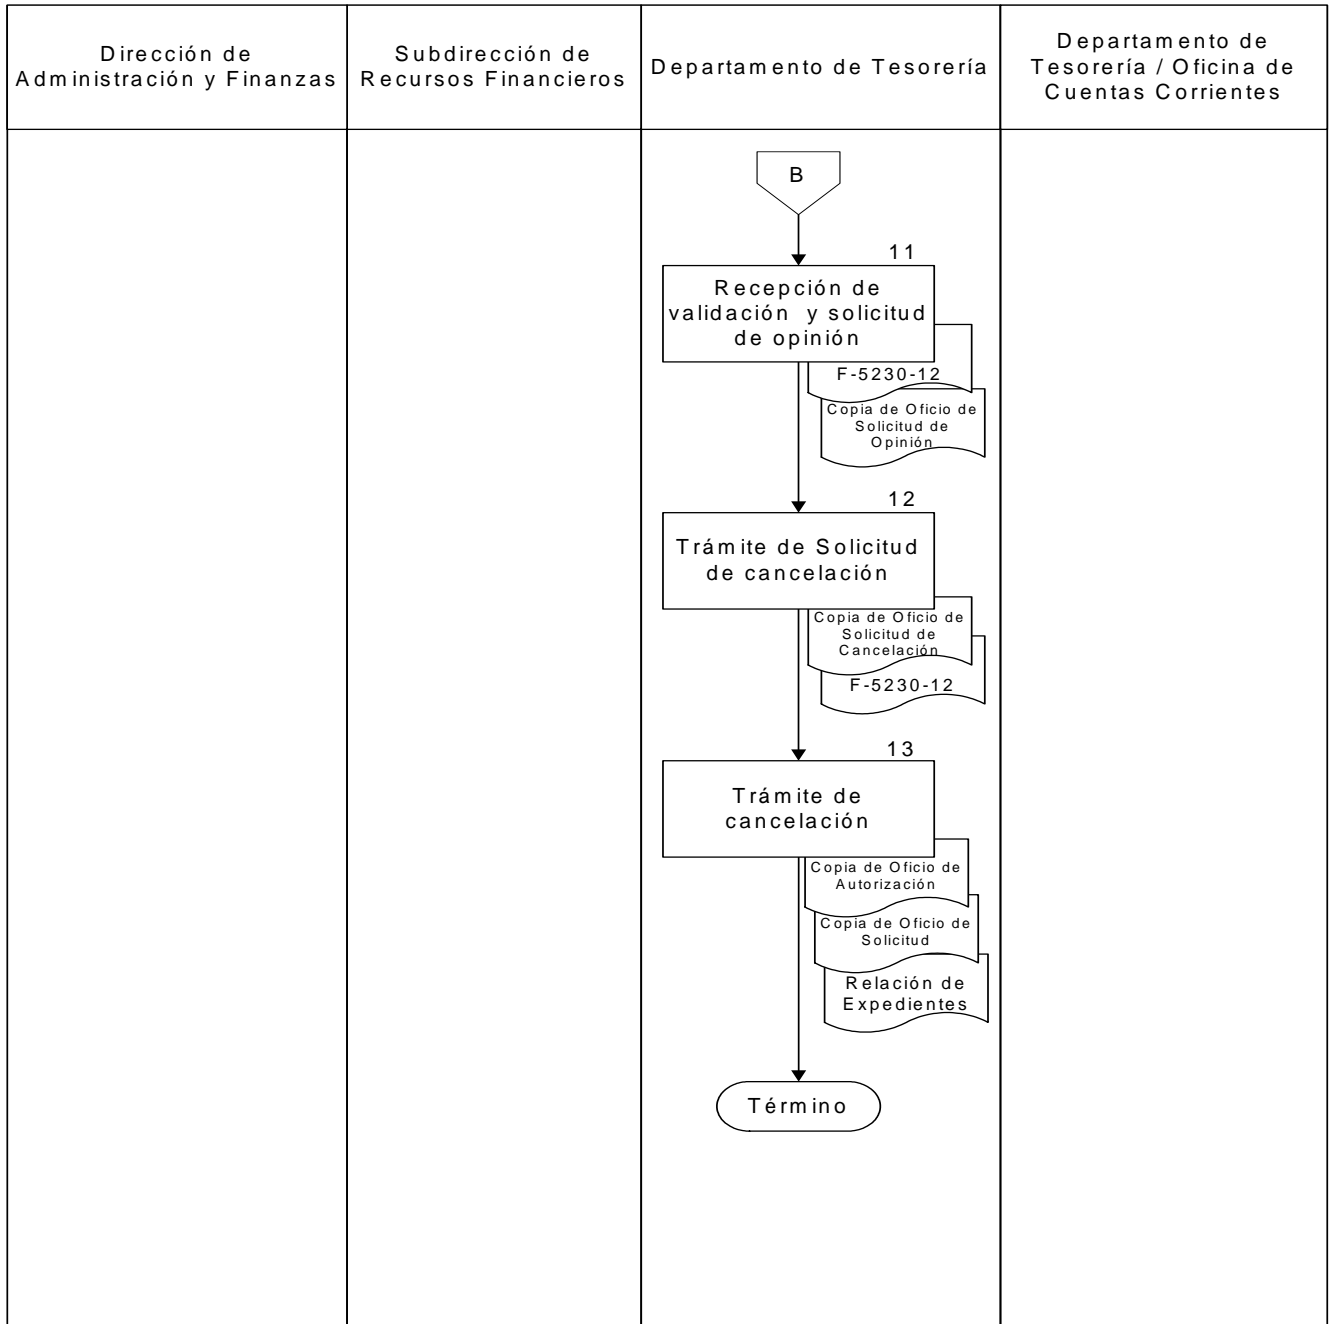 Dirección de
Administración y Finanzas
Subdirección de
Recursos Financieros
Departamento de Tesorería
Departamento de
Tesorería / Oficina de
Cuentas Corrientes
B
11
Recepción de
validación y solicitud
de opinión
F-5230-12
Copia de Oficio de
Solicitud de
Opinión
12
Trámite de Solicitud
de cancelación
Copia de Oficio de
Solicitud de
Cancelación
F-5230-12
13
Trámite de
cancelación
Copia de Oficio de
Autorización
Copia de Oficio de
Solicitud
Relación de
Expedientes
Término